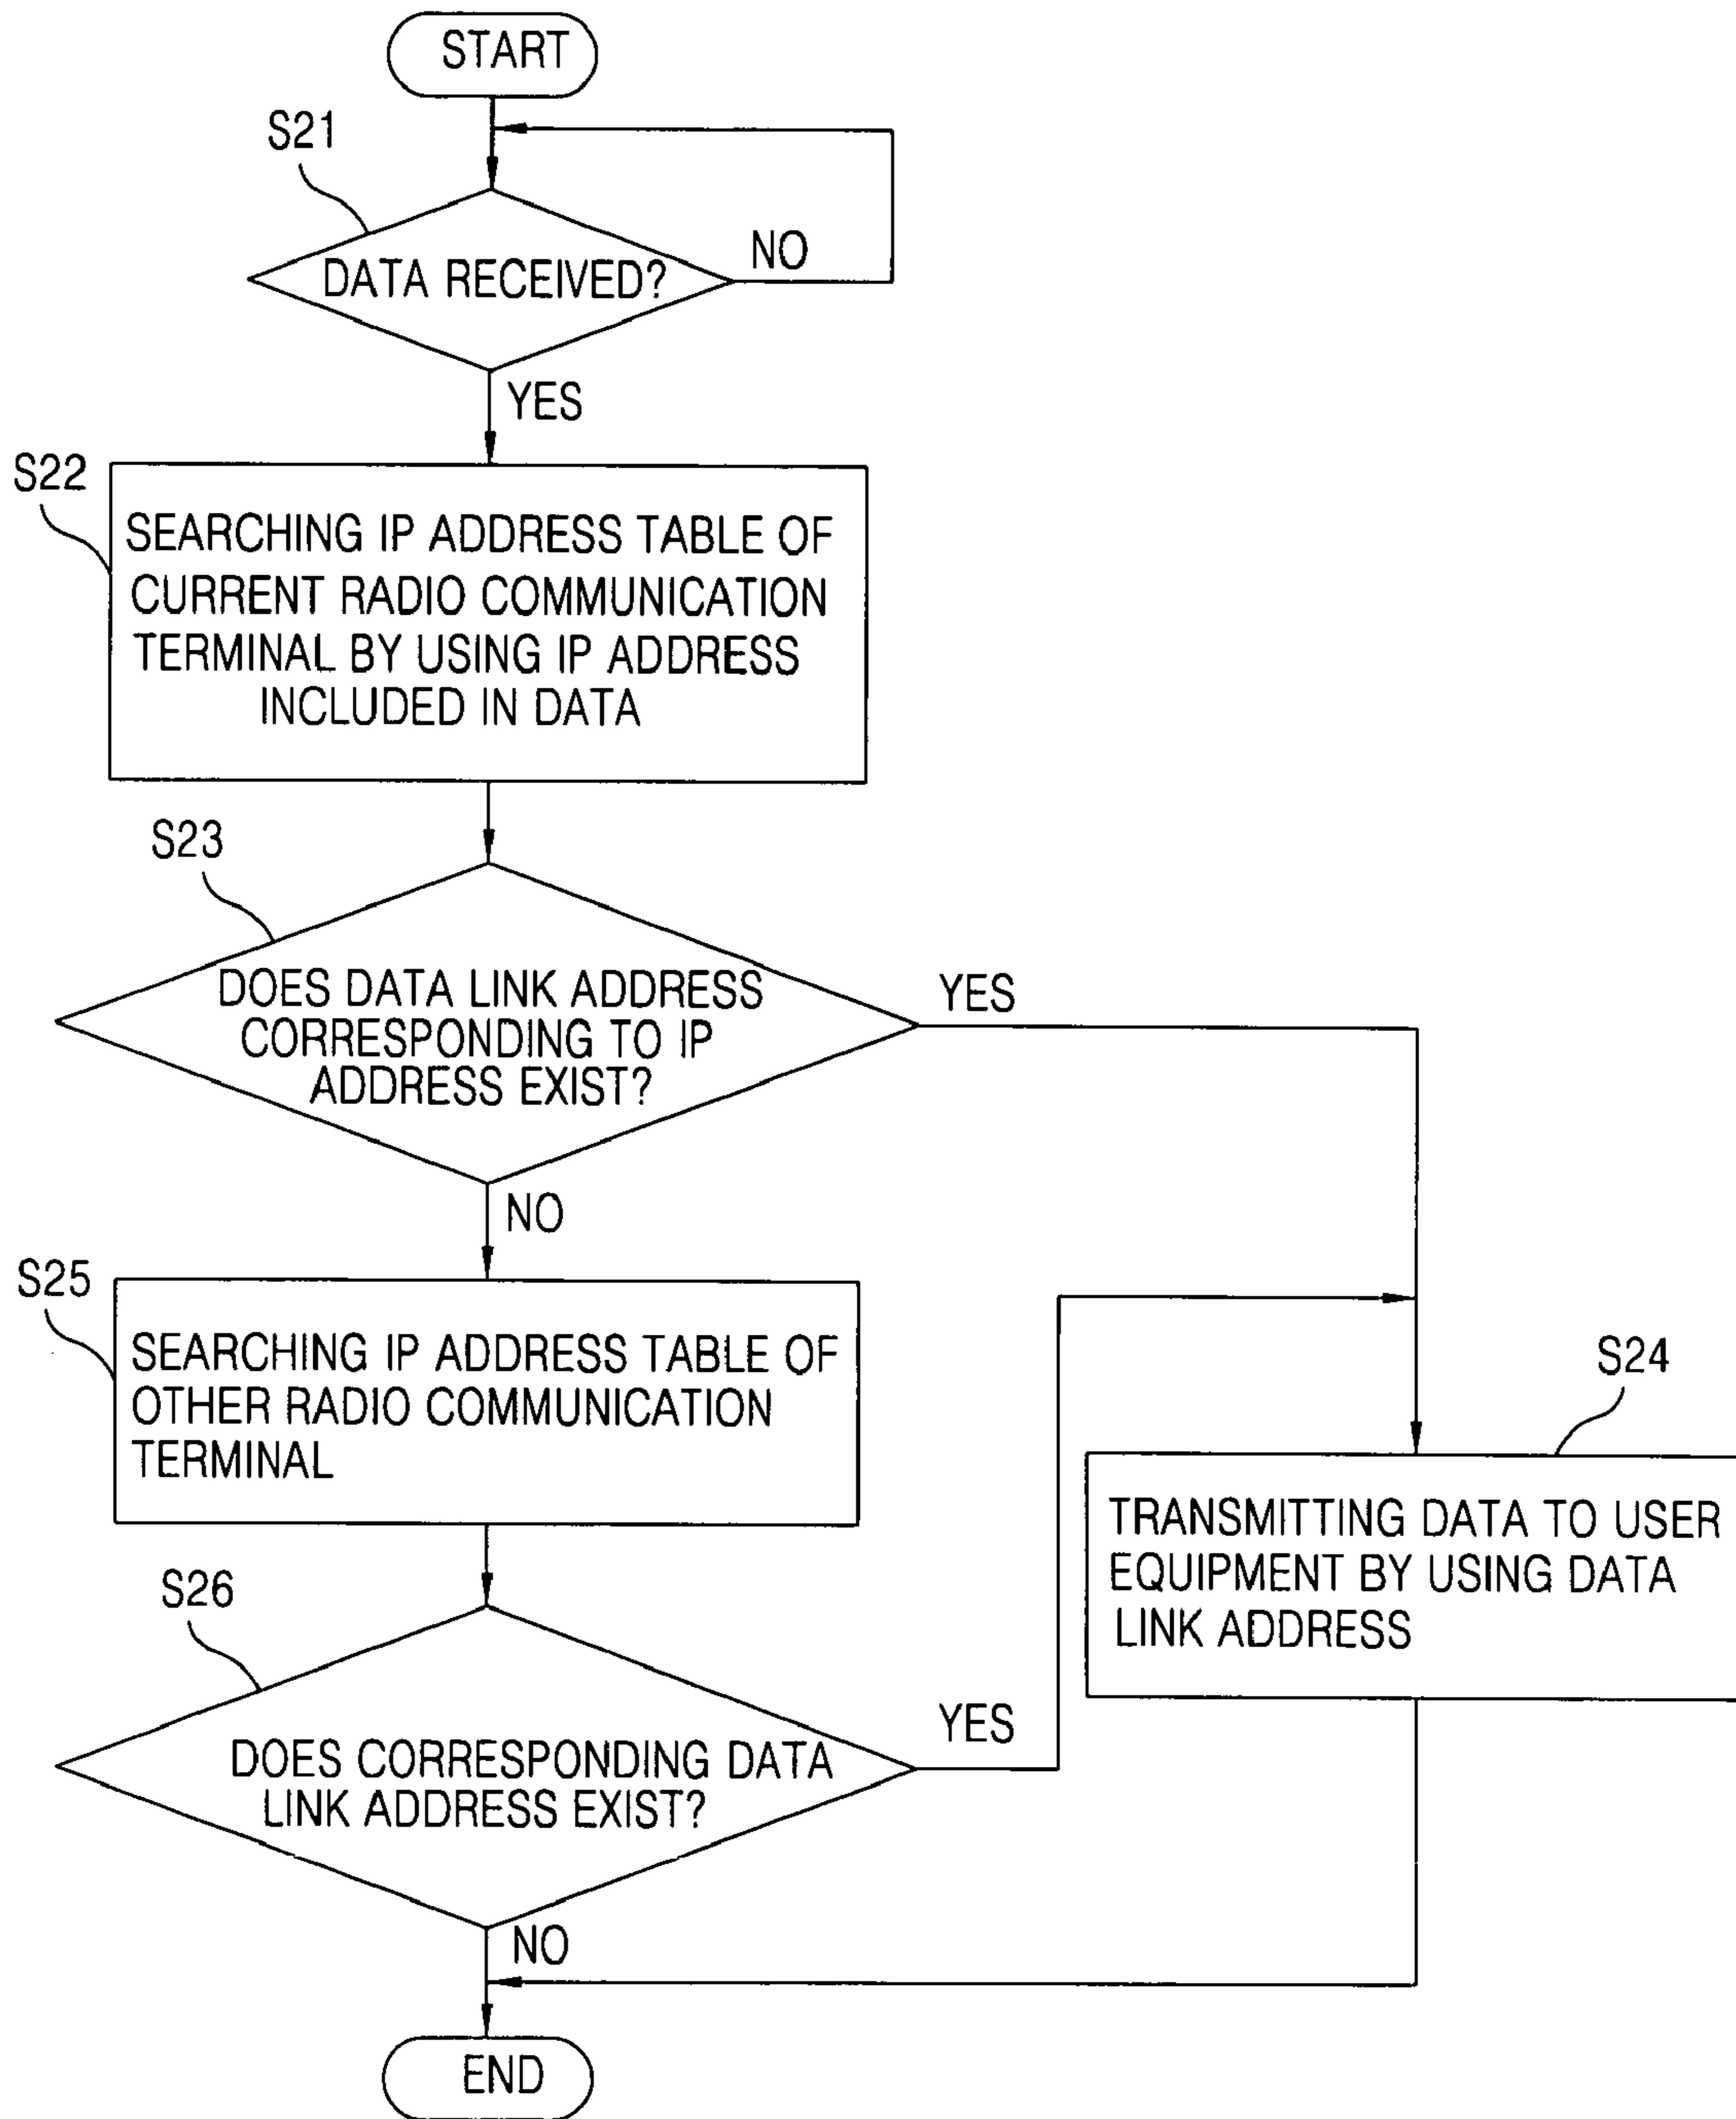 START
S21
DATA RECEIVED?
NO
YES
S22
SEARCHING IP ADDRESS TABLE OF
CURRENT RADIO COMMUNICATION
TERMINAL BY USING IP ADDRESS
INCLUDED IN DATA
S23
DOES DATA LINK ADDRESS
CORRESPONDING TO IP
ADDRESS EXIST?
YES
NO
S25
SEARCHING IP ADDRESS TABLE OF
OTHER RADIO COMMUNICATION
TERMINAL
S24
TRANSMITTING DATA TO USER
EQUIPMENT BY USING DATA
LINK ADDRESS
S26
DOES CORRESPONDING DATA
LINK ADDRESS EXIST?
YES
NO
END